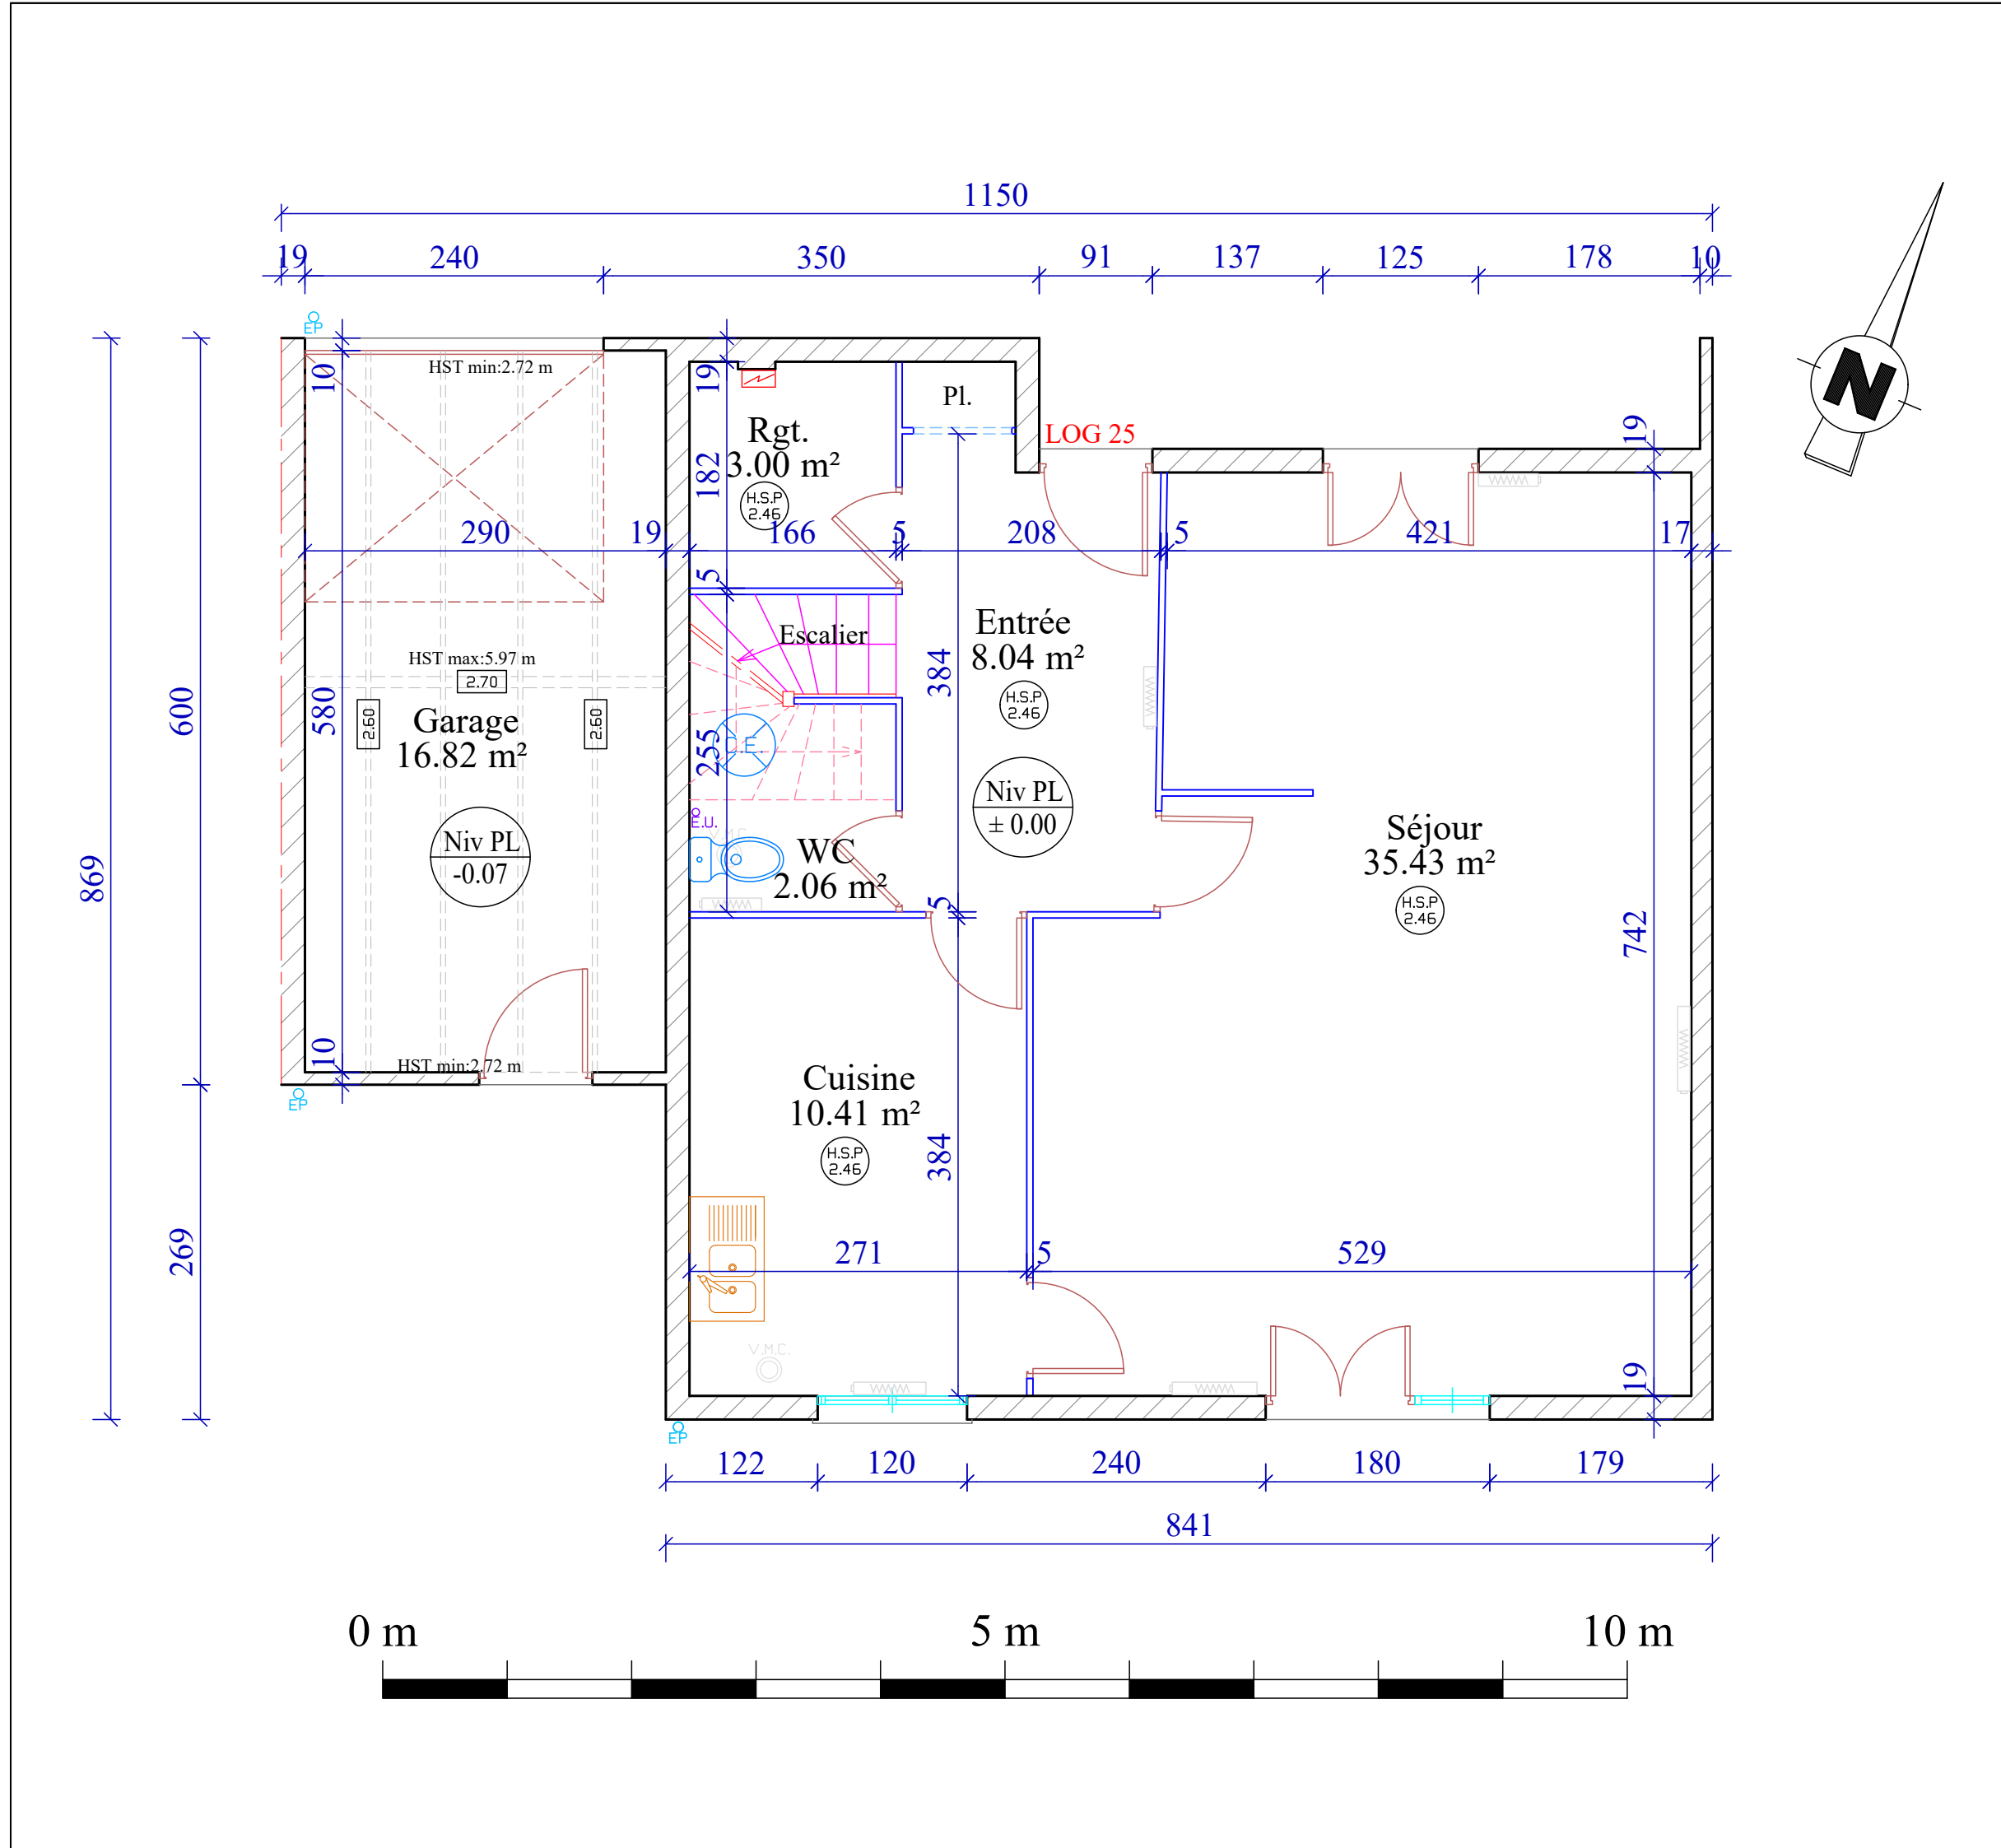 1150
19 240 350 91 137 125 178 10
EP
HST min:2.72 m
10
19
Pl.
LOG 25
19
N
Rgt.
3.00 m²
H.S.P
2.46
182
290 19 166 5 208 5 421 17
5
Escalier
Entrée
8.04 m²
H.S.P
2.46
384
HST max:5.97 m
2.70
2.60
2.60
Garage
16.82 m²
580
600
869
255
C.E.
Niv PL
± 0.00
E.U.
V.M.C.
WC
2.06 m²
Niv PL
-0.07
Séjour
35.43 m²
H.S.P
2.46
742
5
10
HST min:2.72 m
EP
Cuisine
10.41 m²
H.S.P
2.46
384
269
271 5 529
V.M.C.
19
EP
122 120 240 180 179
841
0 m 5 m 10 m